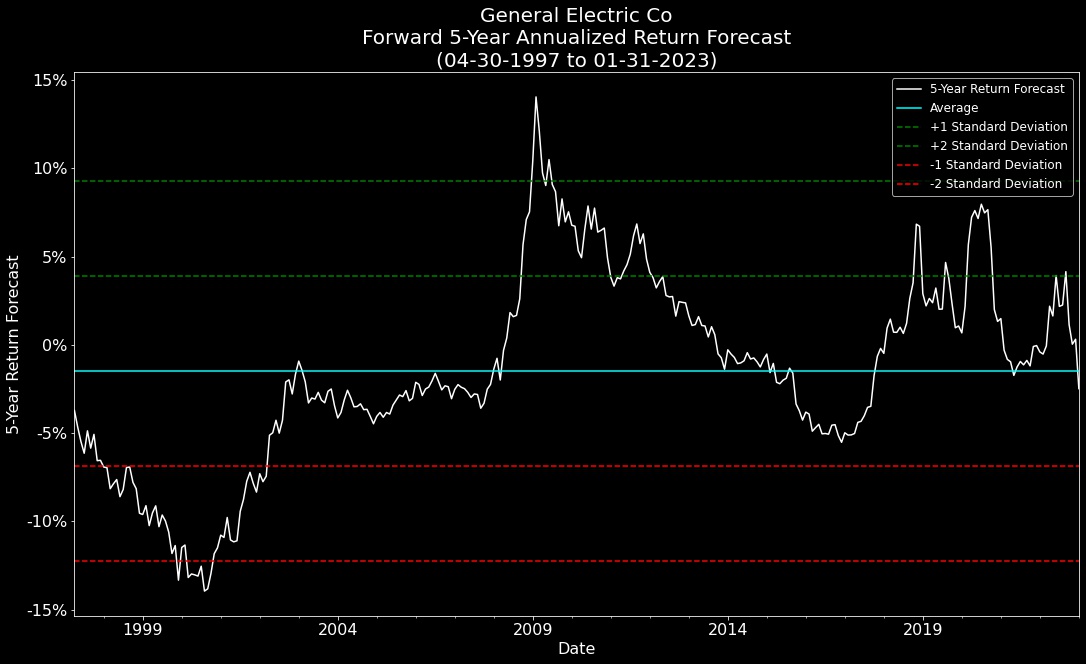 General Electric Co
Forward 5-Year Annualized Return Forecast
(04-30-1997 to 01-31-2023)
15%
10%
5%
0%
-5%
-10%
-15%
5-Year Return Forecast
5-Year Return Forecast
Average
+1 Standard Deviation
+2 Standard Deviation
-1 Standard Deviation
-2 Standard Deviation
1999 2004 2009 2014 2019
Date